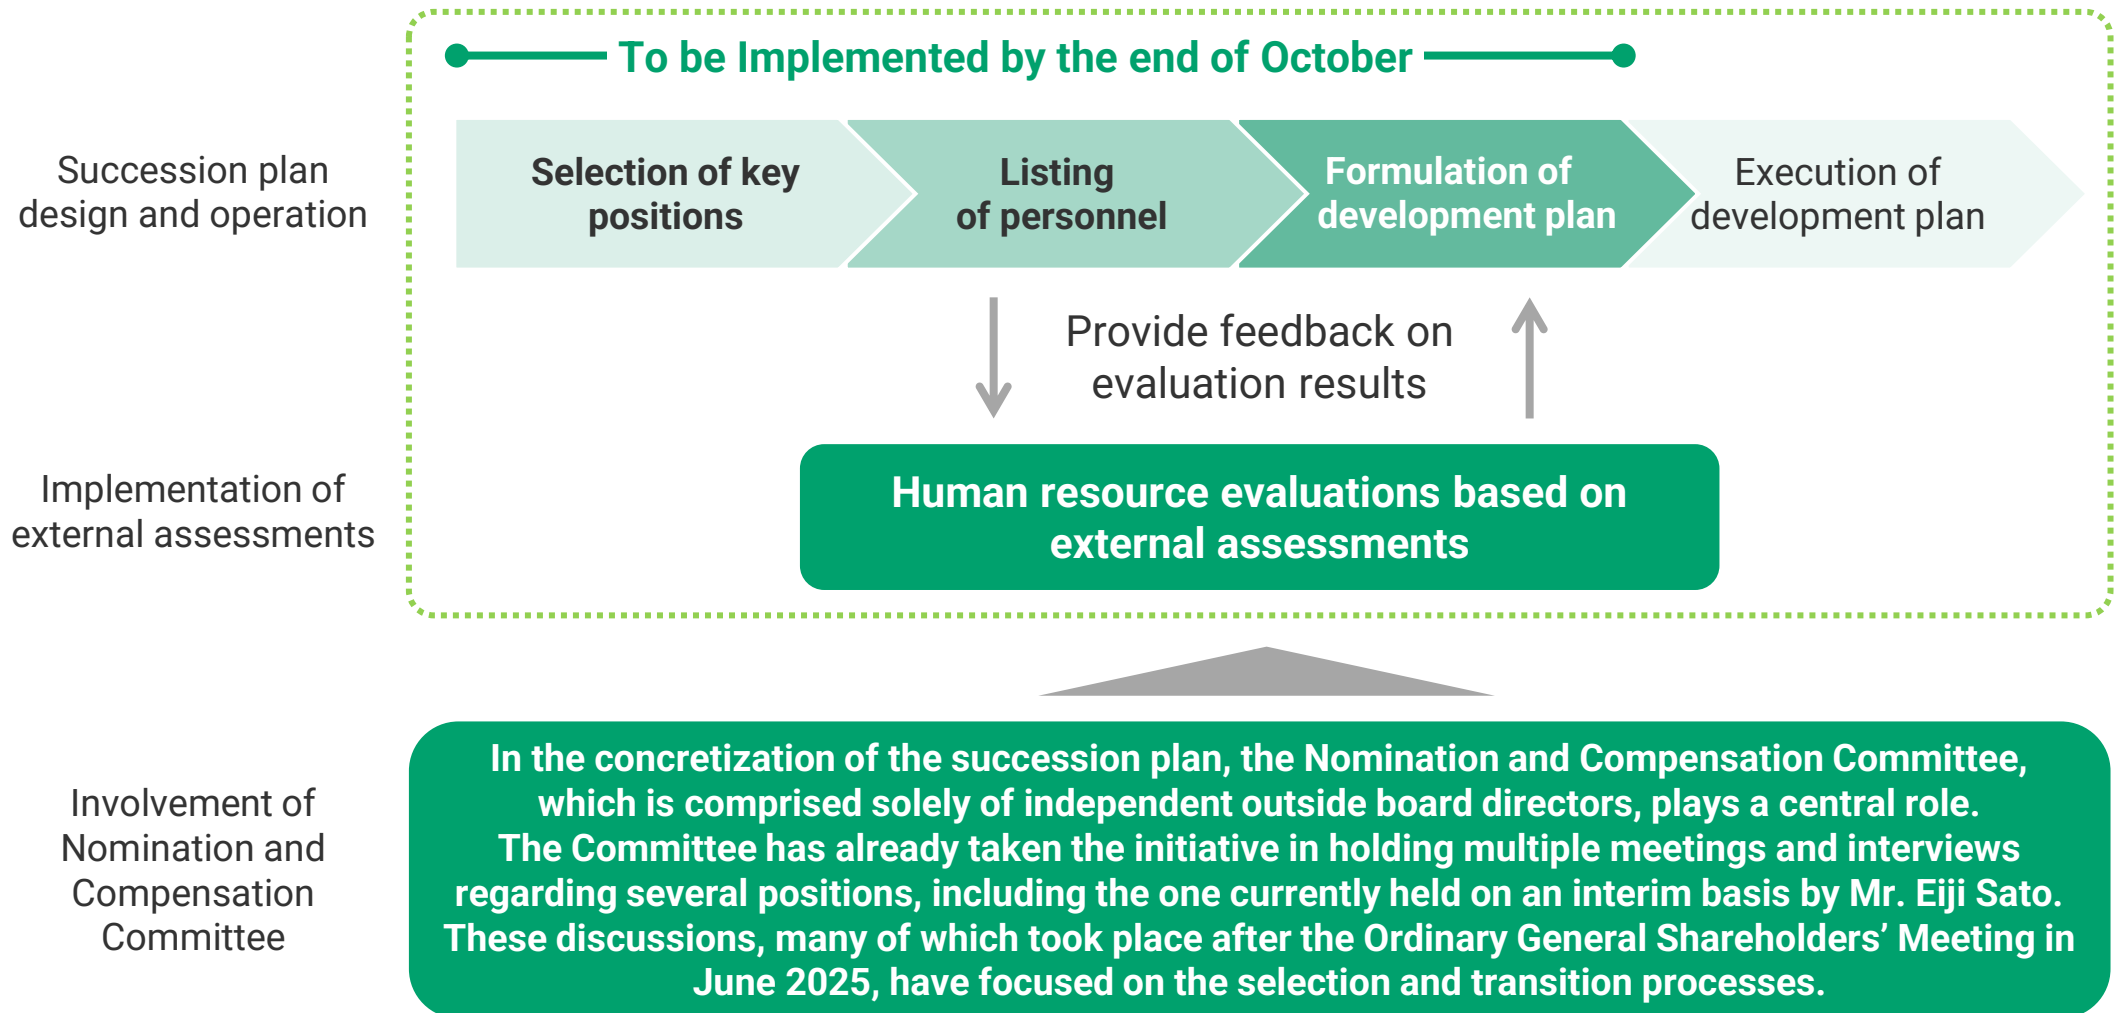 To be Implemented by the end of October
Succession plan
design and operation
Selection of key
positions
Listing
of personnel
Formulation of
development plan
Execution of
development plan
Provide feedback on
evaluation results
Implementation of
external assessments
Human resource evaluations based on
external assessments
Involvement of
Nomination and
Compensation
Committee
In the concretization of the succession plan, the Nomination and Compensation Committee,
which is comprised solely of independent outside board directors, plays a central role.
The Committee has already taken the initiative in holding multiple meetings and interviews
regarding several positions, including the one currently held on an interim basis by Mr. Eiji Sato.
These discussions, many of which took place after the Ordinary General Shareholders’ Meeting in
June 2025, have focused on the selection and transition processes.